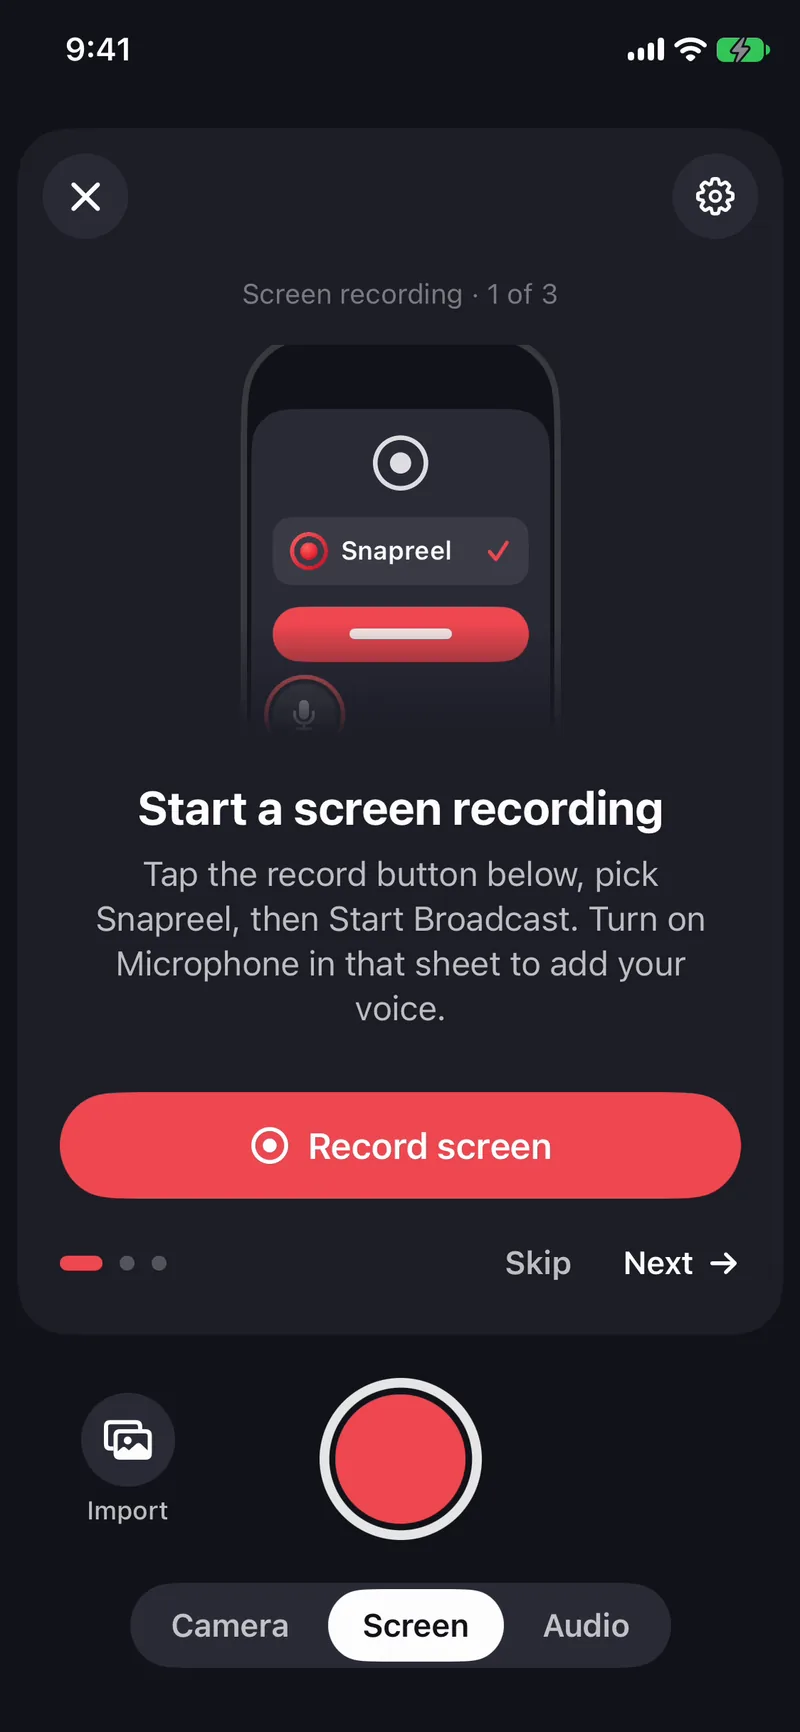 9:41
Screen recording · 1 of 3
Snapreel
Start a screen recording
Tap the record button below, pick
Snapreel, then Start Broadcast. Turn on
Microphone in that sheet to add your
voice.
Record screen
Skip
Next →
Import
Camera
Screen
Audio